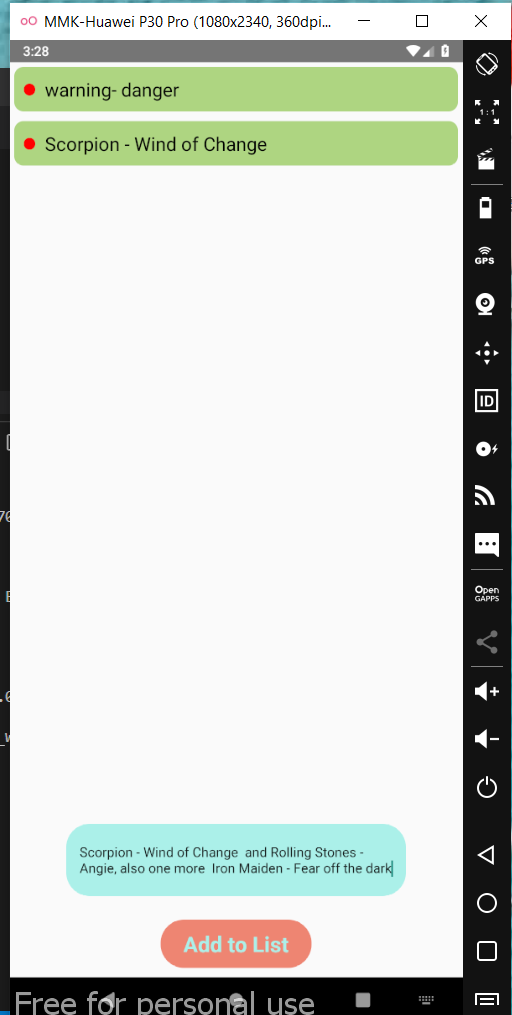 MMK-Huawei P30 Pro (1080x2340, 360dpi...
3:28
warning- danger
Scorpion - Wind of Change
1:1
GPS
ID
Open
GAPPS
Scorpion - Wind of Change  and Rolling Stones -
Angie, also one more  Iron Maiden - Fear off the dark
Add to List
Free for personal use